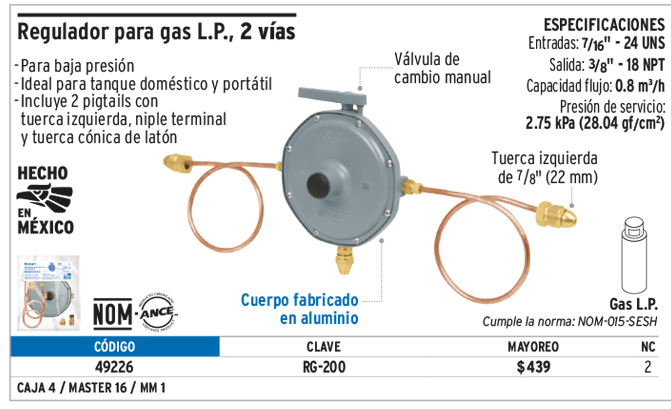 Regulador para gas L.P., 2 vías
-Para baja presión
-Ideal para tanque doméstico y portátil
-Incluye 2 pigtails con
tuerca izquierda, niple terminal
y tuerca cónica de latón
HECHO
EN
MÉXICO
Válvula de
cambio manual
ESPECIFICACIONES
Entradas: 7/16" - 24 UNS
Salida: 3/8" - 18 NPT
Capacidad flujo: 0.8 m³/h
Presión de servicio:
2.75 kPa (28.04 gf/cm²)
Tuerca izquierda
de 7/8" (22 mm)
Cuerpo fabricado
en aluminio
NOM-ANCE
Gas L.P.
Cumple la norma: NOM-015-SESH
CÓDIGO CLAVE MAYOREO NC
49226 RG-200 $439 2
CAJA 4 / MASTER 16 / MM 1